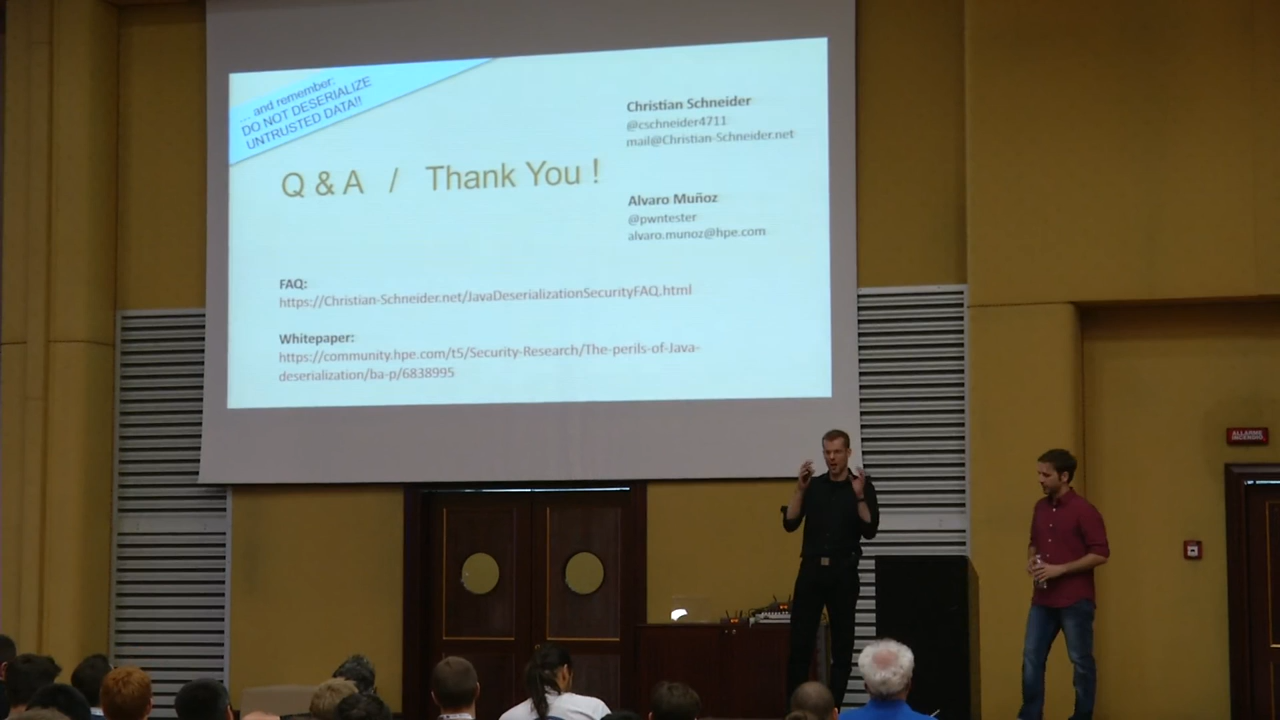 ... and remember:
DO NOT DESERIALIZE
UNTRUSTED DATA!!
Christian Schneider
@cschneider4711
mail@Christian-Schneider.net
Q & A / Thank You !
Alvaro Muñoz
@pwntester
alvaro.munoz@hpe.com
FAQ:
https://Christian-Schneider.net/JavaDeserializationSecurityFAQ.html
Whitepaper:
https://community.hpe.com/t5/Security-Research/The-perils-of-Java-
deserialization/ba-p/6838995
ALLARME
INCENDIO